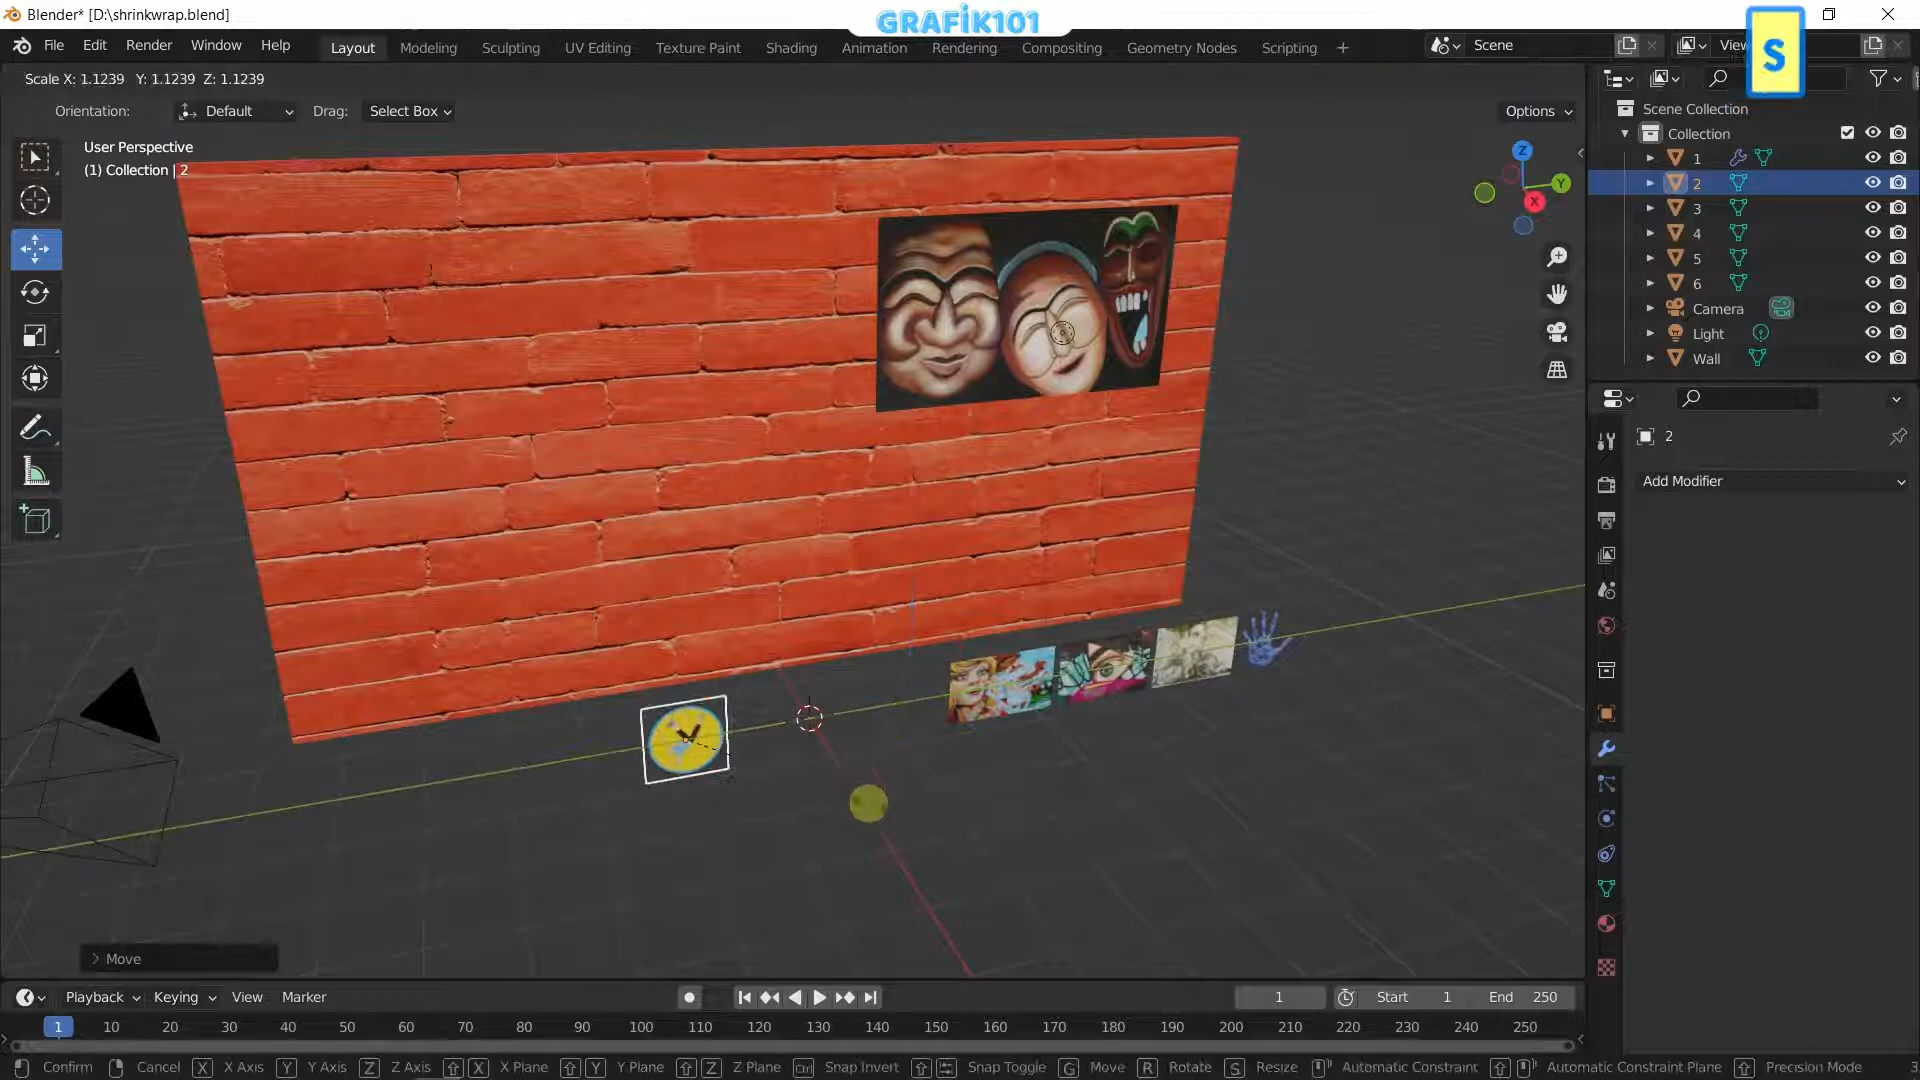 Blender* [D:\shrinkwrap.blend]
GRAFİK101
File Edit Render Window Help
Layout Modeling Sculpting UV Editing Texture Paint Shading Animation Rendering Compositing Geometry Nodes Scripting +
Scene
View
S
Scale X: 1.1239 Y: 1.1239 Z: 1.1239
Orientation: Default Drag: Select Box
Options
User Perspective
(1) Collection | 2
Z
Y
X
Scene Collection
Collection
1
2
3
4
5
6
Camera
Light
Wall
2
Add Modifier
> Move
Playback Keying View Marker
1
Start 1 End 250
1 10 20 30 40 50 60 70 80 90 100 110 120 130 140 150 160 170 180 190 200 210 220 230 240 250
Confirm Cancel X X Axis Y Y Axis Z Z Axis X X Plane Y Y Plane Z Z Plane Ctrl Snap Invert Snap Toggle G Move R Rotate S Resize Automatic Constraint Automatic Constraint Plane Precision Mode 3